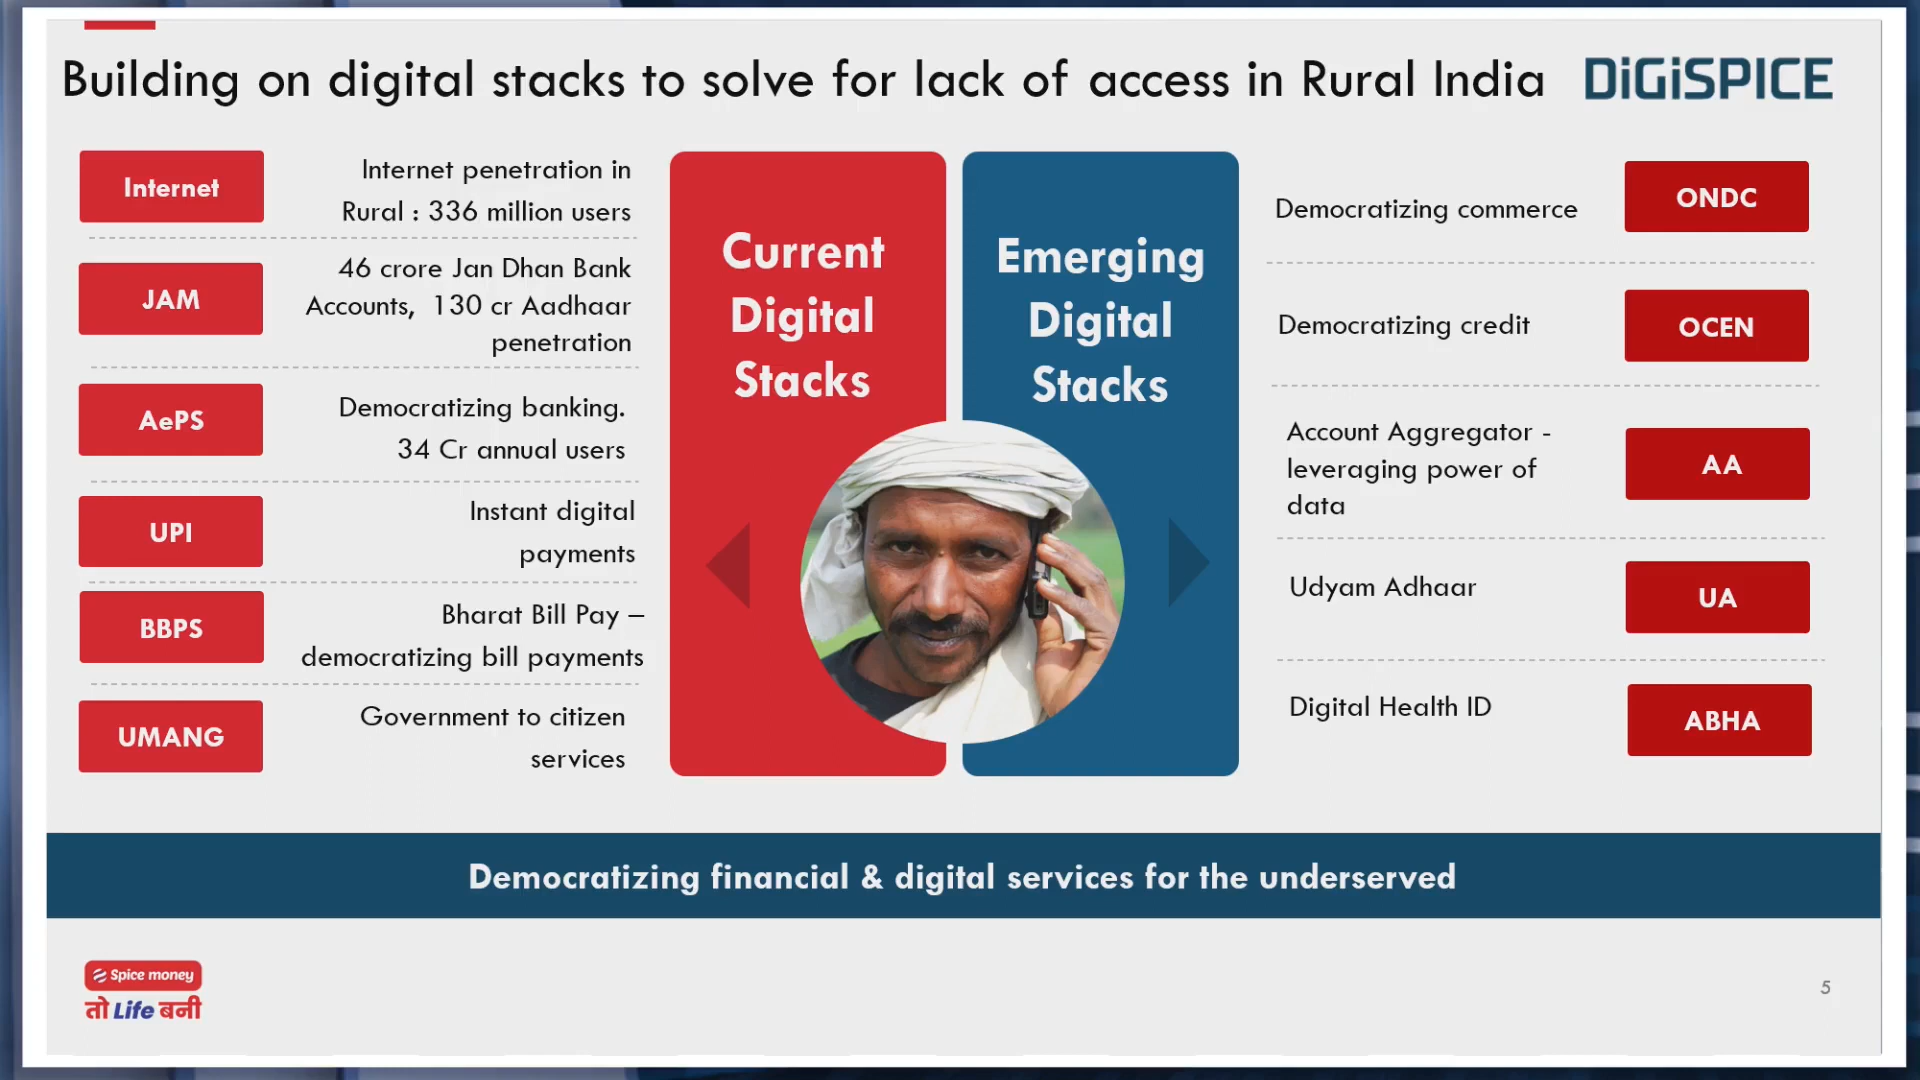 Building on digital stacks to solve for lack of access in Rural India
DiGiSPICE
Internet
Internet penetration in
Rural : 336 million users
JAM
46 crore Jan Dhan Bank
Accounts, 130 cr Aadhaar
penetration
AePS
Democratizing banking.
34 Cr annual users
UPI
Instant digital
payments
BBPS
Bharat Bill Pay –
democratizing bill payments
UMANG
Government to citizen
services
Current
Digital
Stacks
Emerging
Digital
Stacks
Democratizing commerce
ONDC
Democratizing credit
OCEN
Account Aggregator -
leveraging power of
data
AA
Udyam Adhaar
UA
Digital Health ID
ABHA
Democratizing financial & digital services for the underserved
Spice money
तो Life बनी
5